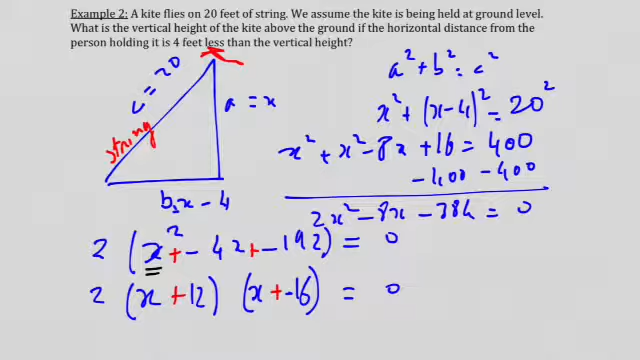 Example 2: A kite flies on 20 feet of string. We assume the kite is being held at ground level.
What is the vertical height of the kite above the ground if the horizontal distance from the
person holding it is 4 feet less than the vertical height?
c = 20
string
a = x
b = x - 4
a² + b² = c²
x² + (x - 4)² = 20²
x² + x² - 8x + 16 = 400
- 400 - 400
2x² - 8x - 384 = 0
2 (x² + - 4x + - 192) = 0
2 (x + 12) (x + - 16) = 0